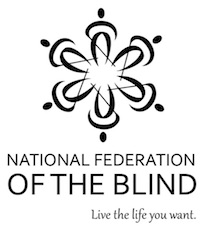 NATIONAL FEDERATION
OF THE BLIND
Live the life you want.